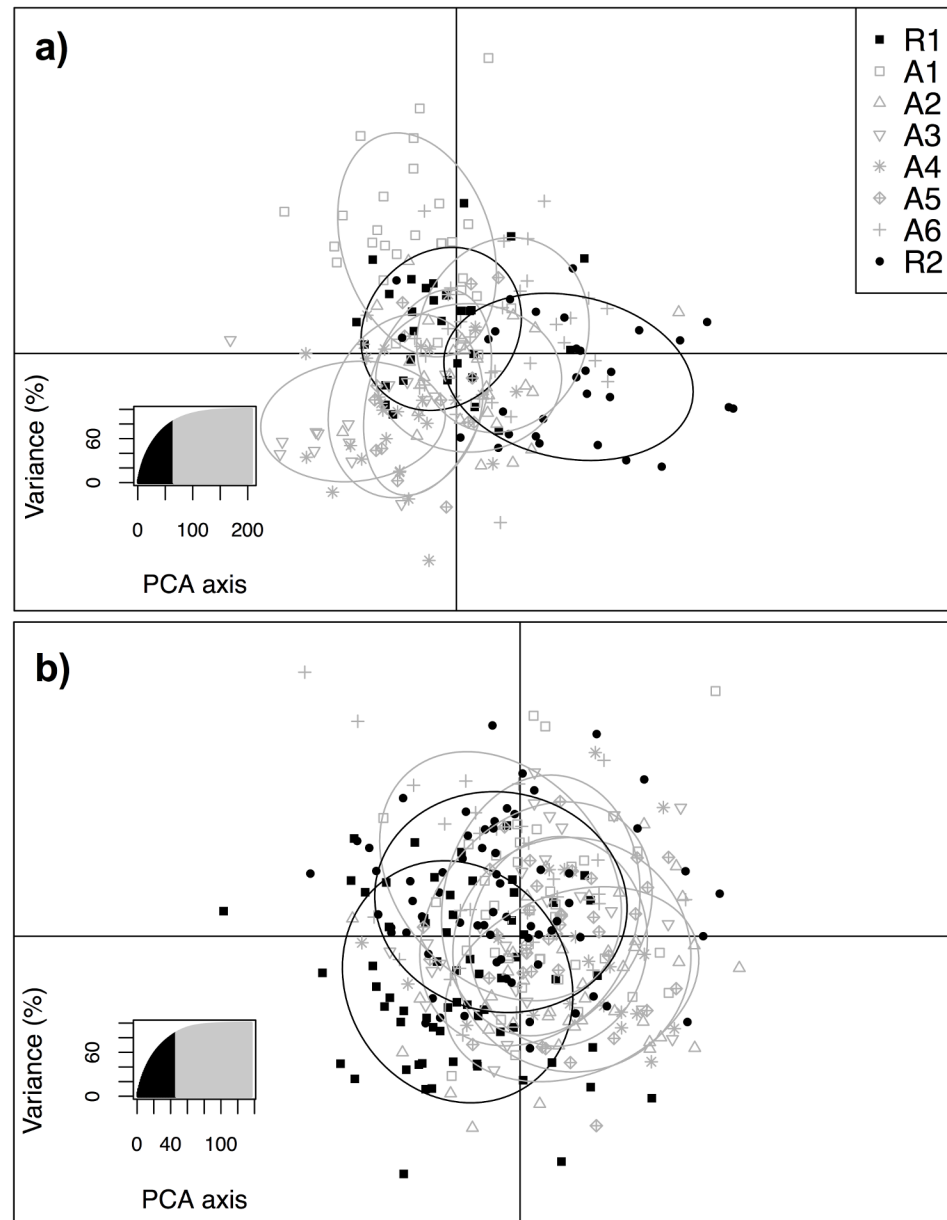 a)
R1
A1
A2
A3
A4
A5
A6
R2
Variance (%)
60
0
0 100 200
PCA axis
b)
Variance (%)
60
0
0 40 100
PCA axis